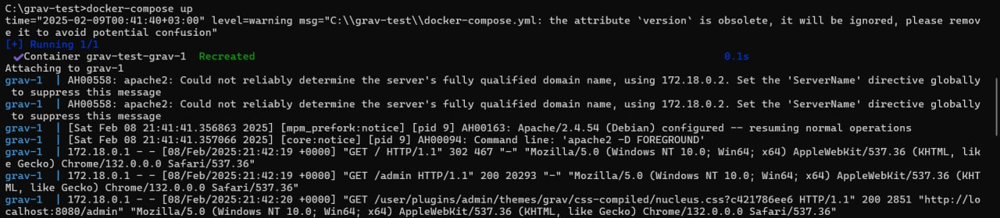 C:\grav-test>docker-compose up
time="2025-02-09T00:41:40+03:00" level=warning msg="C:\\grav-test\\docker-compose.yml: the attribute `version` is obsolete, it will be ignored, please remov
e it to avoid potential confusion"
[+] Running 1/1
✔Container grav-test-grav-1  Recreated 0.1s
Attaching to grav-1
grav-1  | AH00558: apache2: Could not reliably determine the server's fully qualified domain name, using 172.18.0.2. Set the 'ServerName' directive globally
 to suppress this message
grav-1  | AH00558: apache2: Could not reliably determine the server's fully qualified domain name, using 172.18.0.2. Set the 'ServerName' directive globally
 to suppress this message
grav-1  | [Sat Feb 08 21:41:41.356863 2025] [mpm_prefork:notice] [pid 9] AH00163: Apache/2.4.54 (Debian) configured -- resuming normal operations
grav-1  | [Sat Feb 08 21:41:41.357066 2025] [core:notice] [pid 9] AH00094: Command line: 'apache2 -D FOREGROUND'
grav-1  | 172.18.0.1 - - [08/Feb/2025:21:42:19 +0000] "GET / HTTP/1.1" 302 467 "-" "Mozilla/5.0 (Windows NT 10.0; Win64; x64) AppleWebKit/537.36 (KHTML, lik
e Gecko) Chrome/132.0.0.0 Safari/537.36"
grav-1  | 172.18.0.1 - - [08/Feb/2025:21:42:19 +0000] "GET /admin HTTP/1.1" 200 20293 "-" "Mozilla/5.0 (Windows NT 10.0; Win64; x64) AppleWebKit/537.36 (KHT
ML, like Gecko) Chrome/132.0.0.0 Safari/537.36"
grav-1  | 172.18.0.1 - - [08/Feb/2025:21:42:20 +0000] "GET /user/plugins/admin/themes/grav/css-compiled/nucleus.css?c421786ee6 HTTP/1.1" 200 2851 "http://lo
calhost:8080/admin" "Mozilla/5.0 (Windows NT 10.0; Win64; x64) AppleWebKit/537.36 (KHTML, like Gecko) Chrome/132.0.0.0 Safari/537.36"